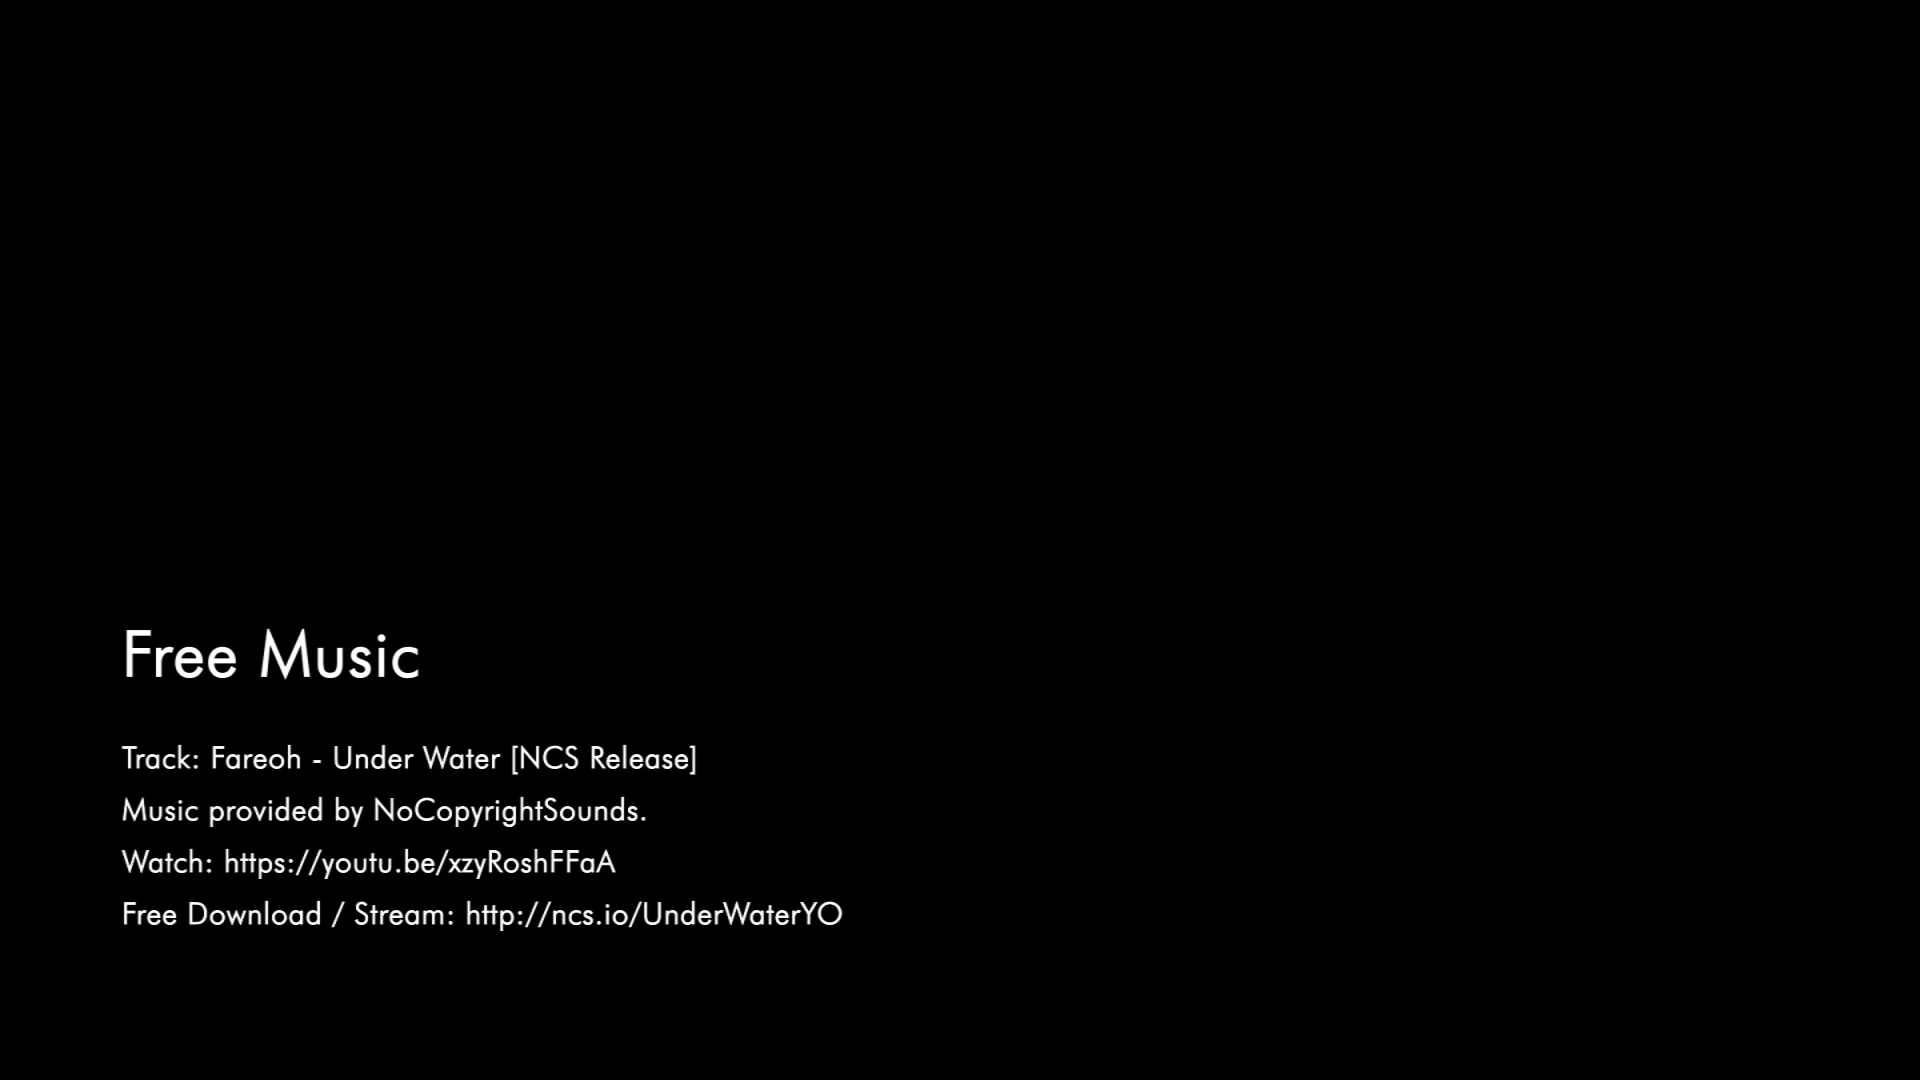 Free Music
Track: Fareoh - Under Water [NCS Release]
Music provided by NoCopyrightSounds.
Watch: https://youtu.be/xzyRoshFFaA
Free Download / Stream: http://ncs.io/UnderWaterYO